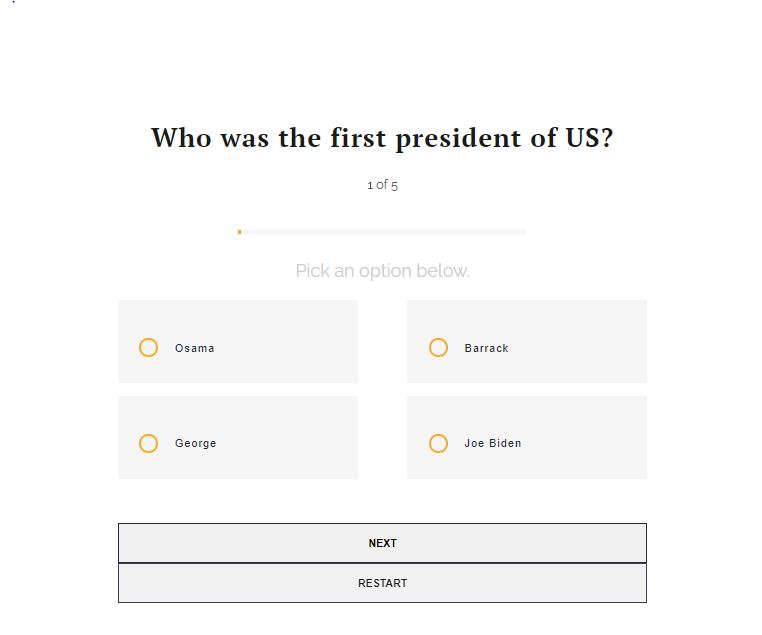 Who was the first president of US?
1 of 5
Pick an option below.
Osama
Barrack
George
Joe Biden
NEXT
RESTART